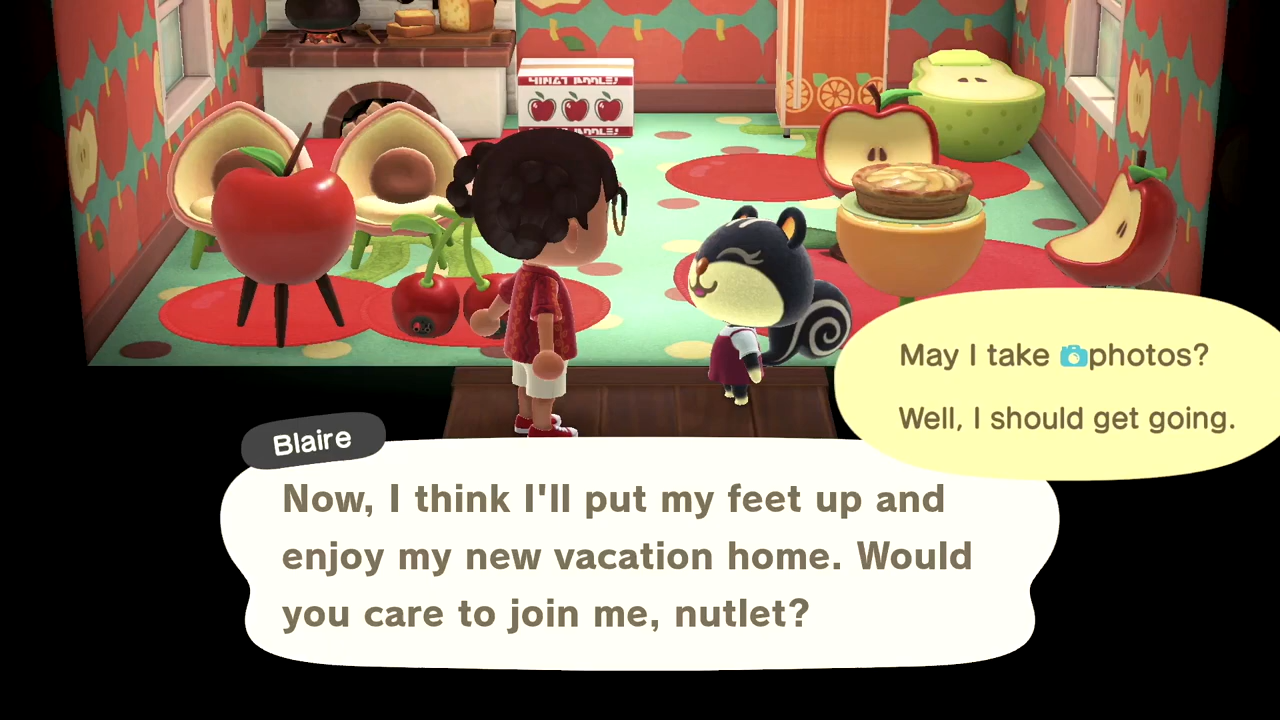 May I take photos?
Well, I should get going.
Blaire
Now, I think I'll put my feet up and
enjoy my new vacation home. Would
you care to join me, nutlet?